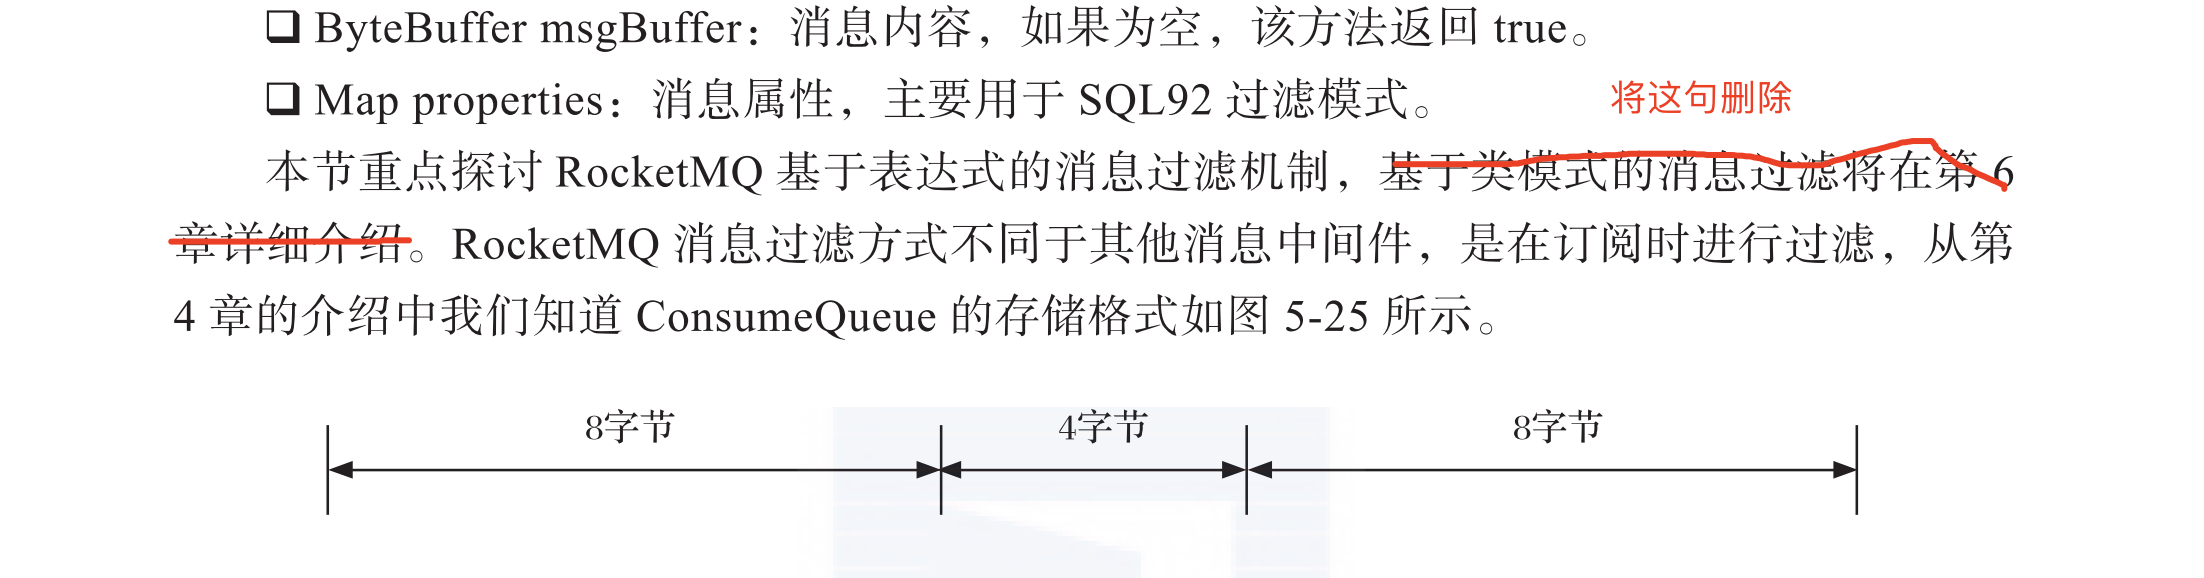 ❑ ByteBuffer msgBuffer：消息内容，如果为空，该方法返回 true。
❑ Map properties：消息属性，主要用于 SQL92 过滤模式。
将这句删除
本节重点探讨 RocketMQ 基于表达式的消息过滤机制，基于类模式的消息过滤将在第 6
章详细介绍。RocketMQ 消息过滤方式不同于其他消息中间件，是在订阅时进行过滤，从第
4 章的介绍中我们知道 ConsumeQueue 的存储格式如图 5-25 所示。
8字节 4字节 8字节